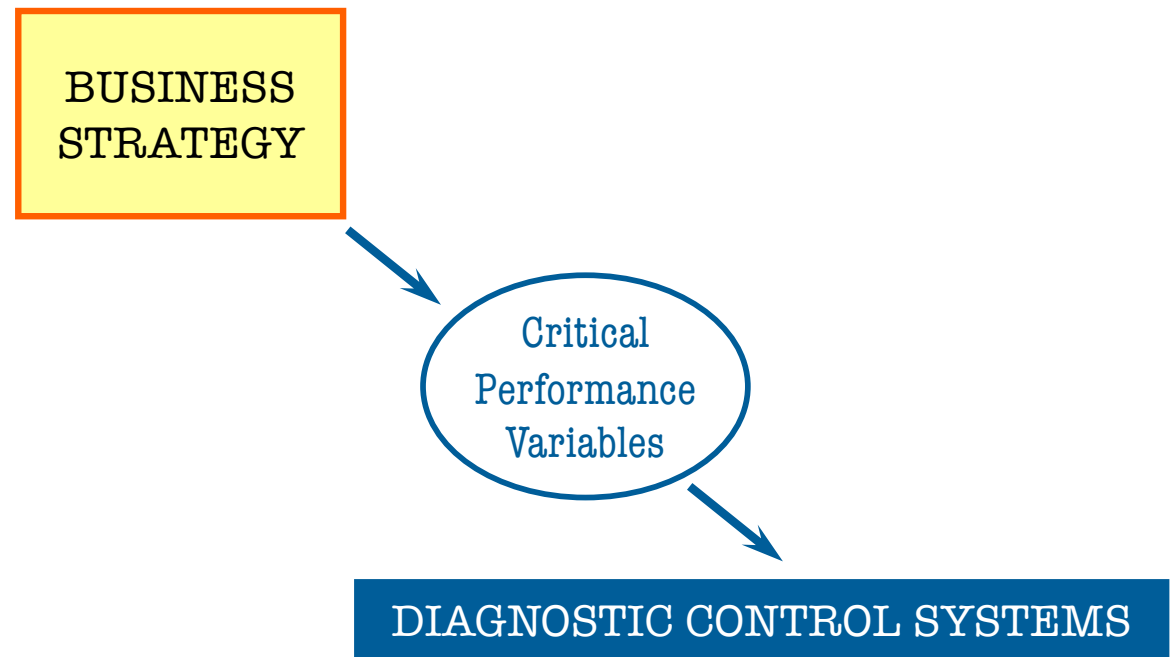 BUSINESS
STRATEGY
Critical
Performance
Variables
DIAGNOSTIC CONTROL SYSTEMS